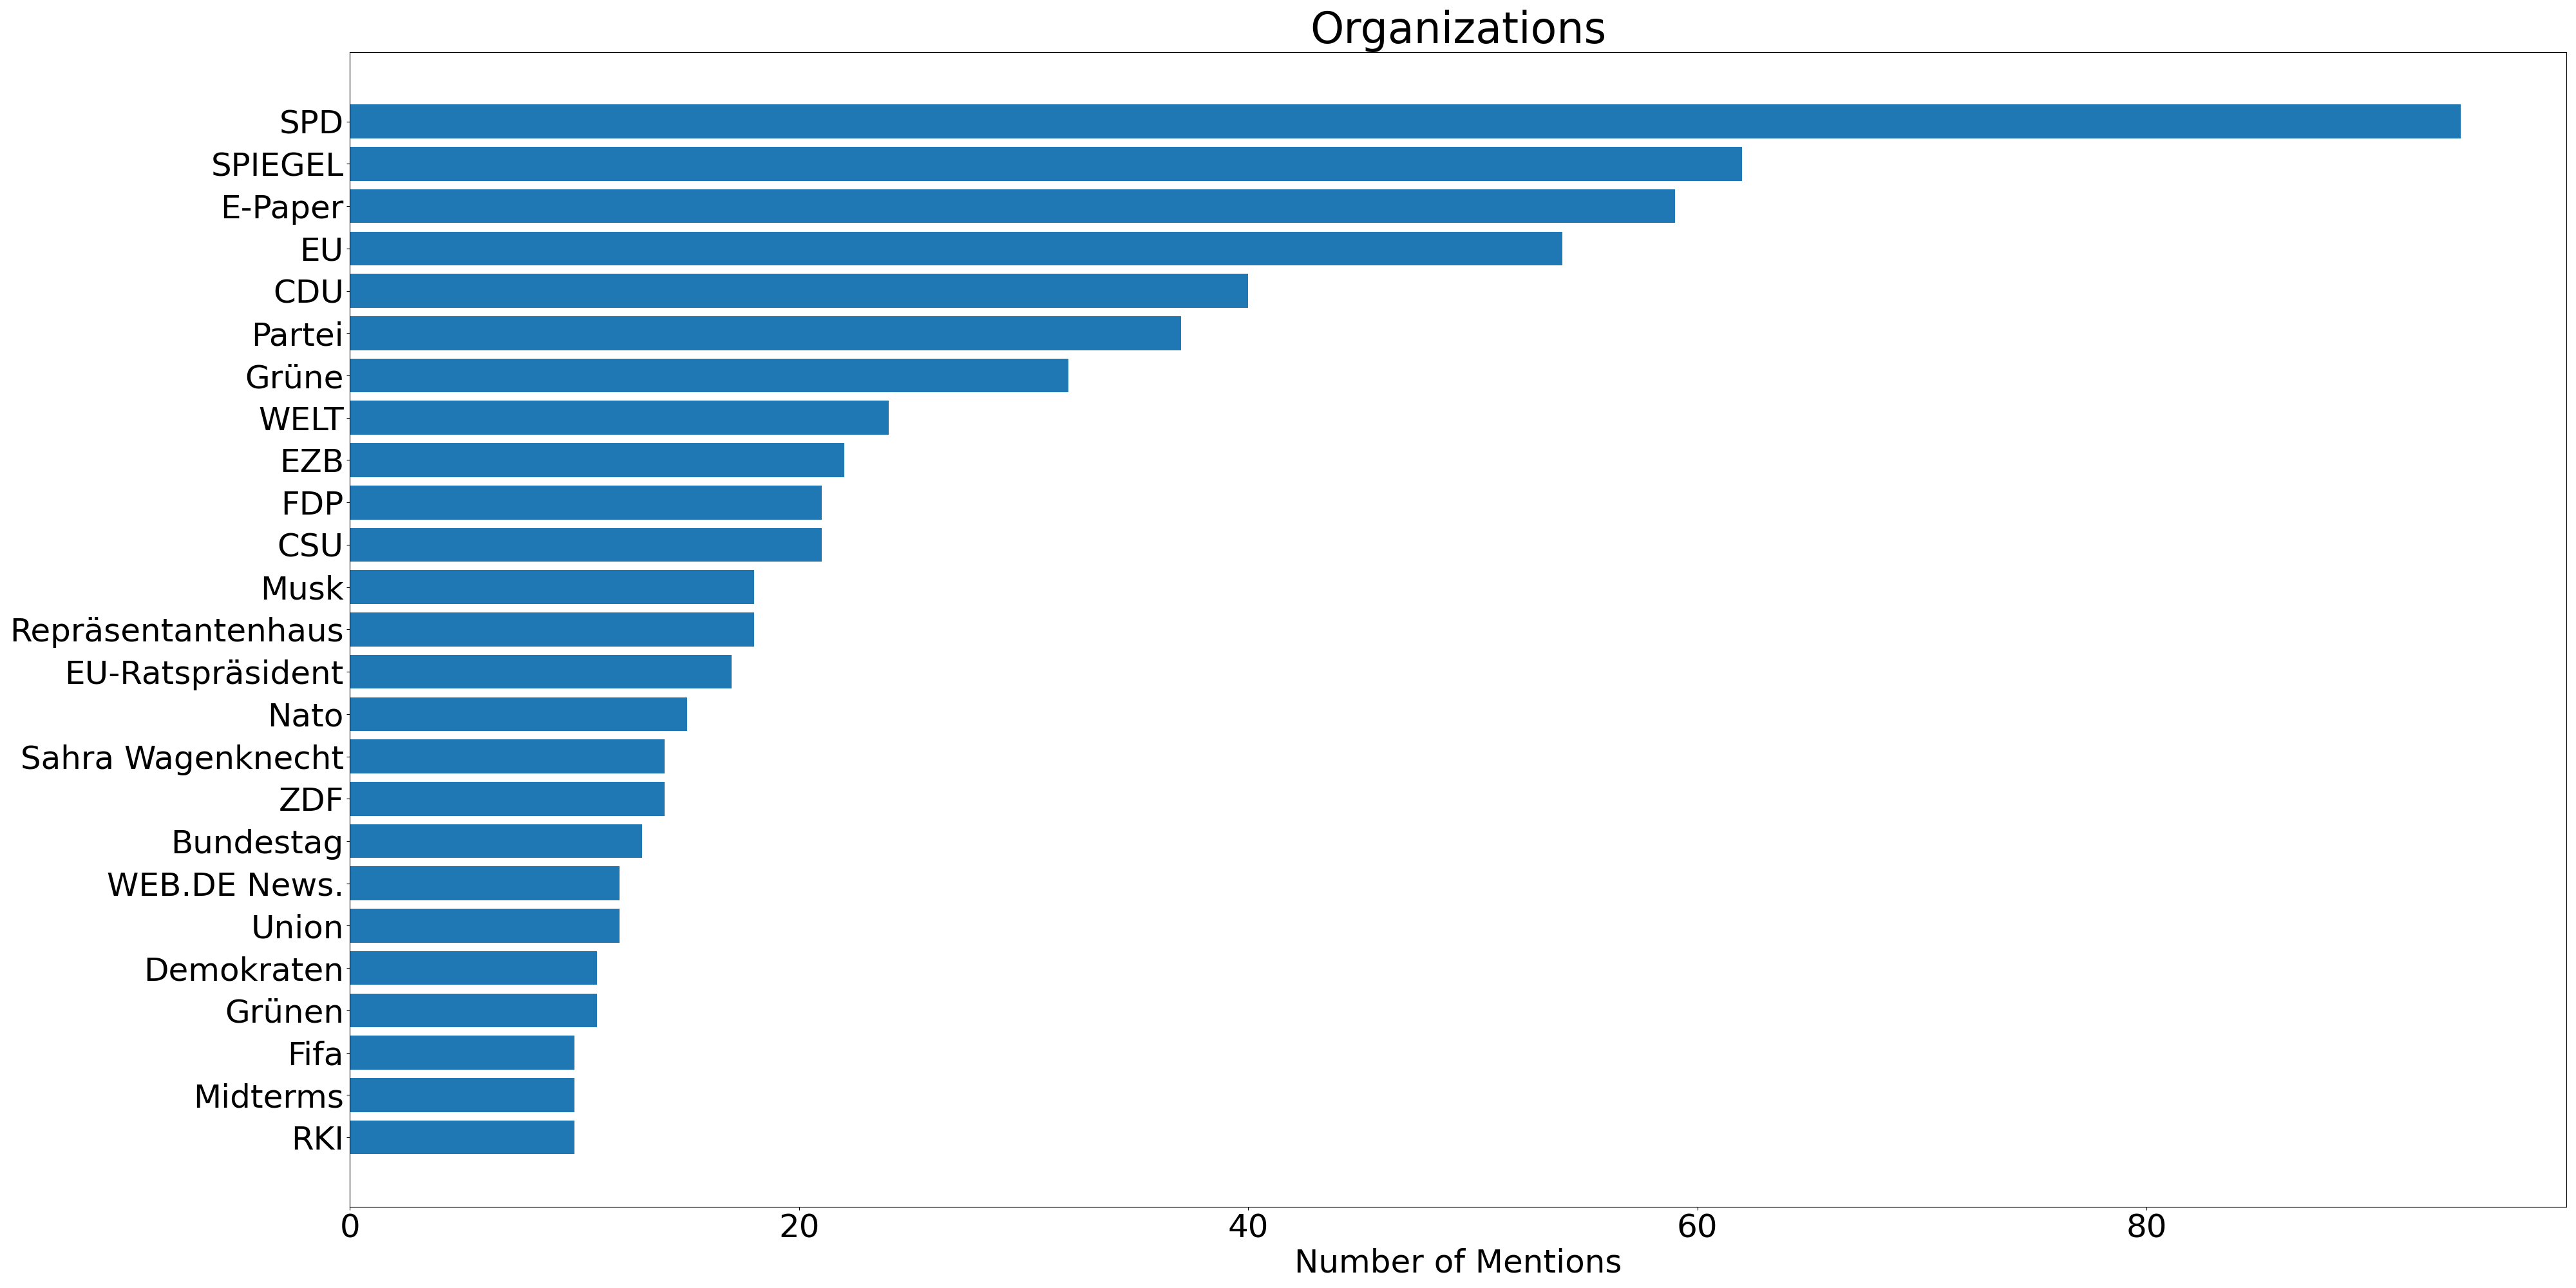 Organizations
SPD
SPIEGEL
E-Paper
EU
CDU
Partei
Grüne
WELT
EZB
FDP
CSU
Musk
Repräsentantenhaus
EU-Ratspräsident
Nato
Sahra Wagenknecht
ZDF
Bundestag
WEB.DE News.
Union
Demokraten
Grünen
Fifa
Midterms
RKI
0 20 40 60 80
Number of Mentions